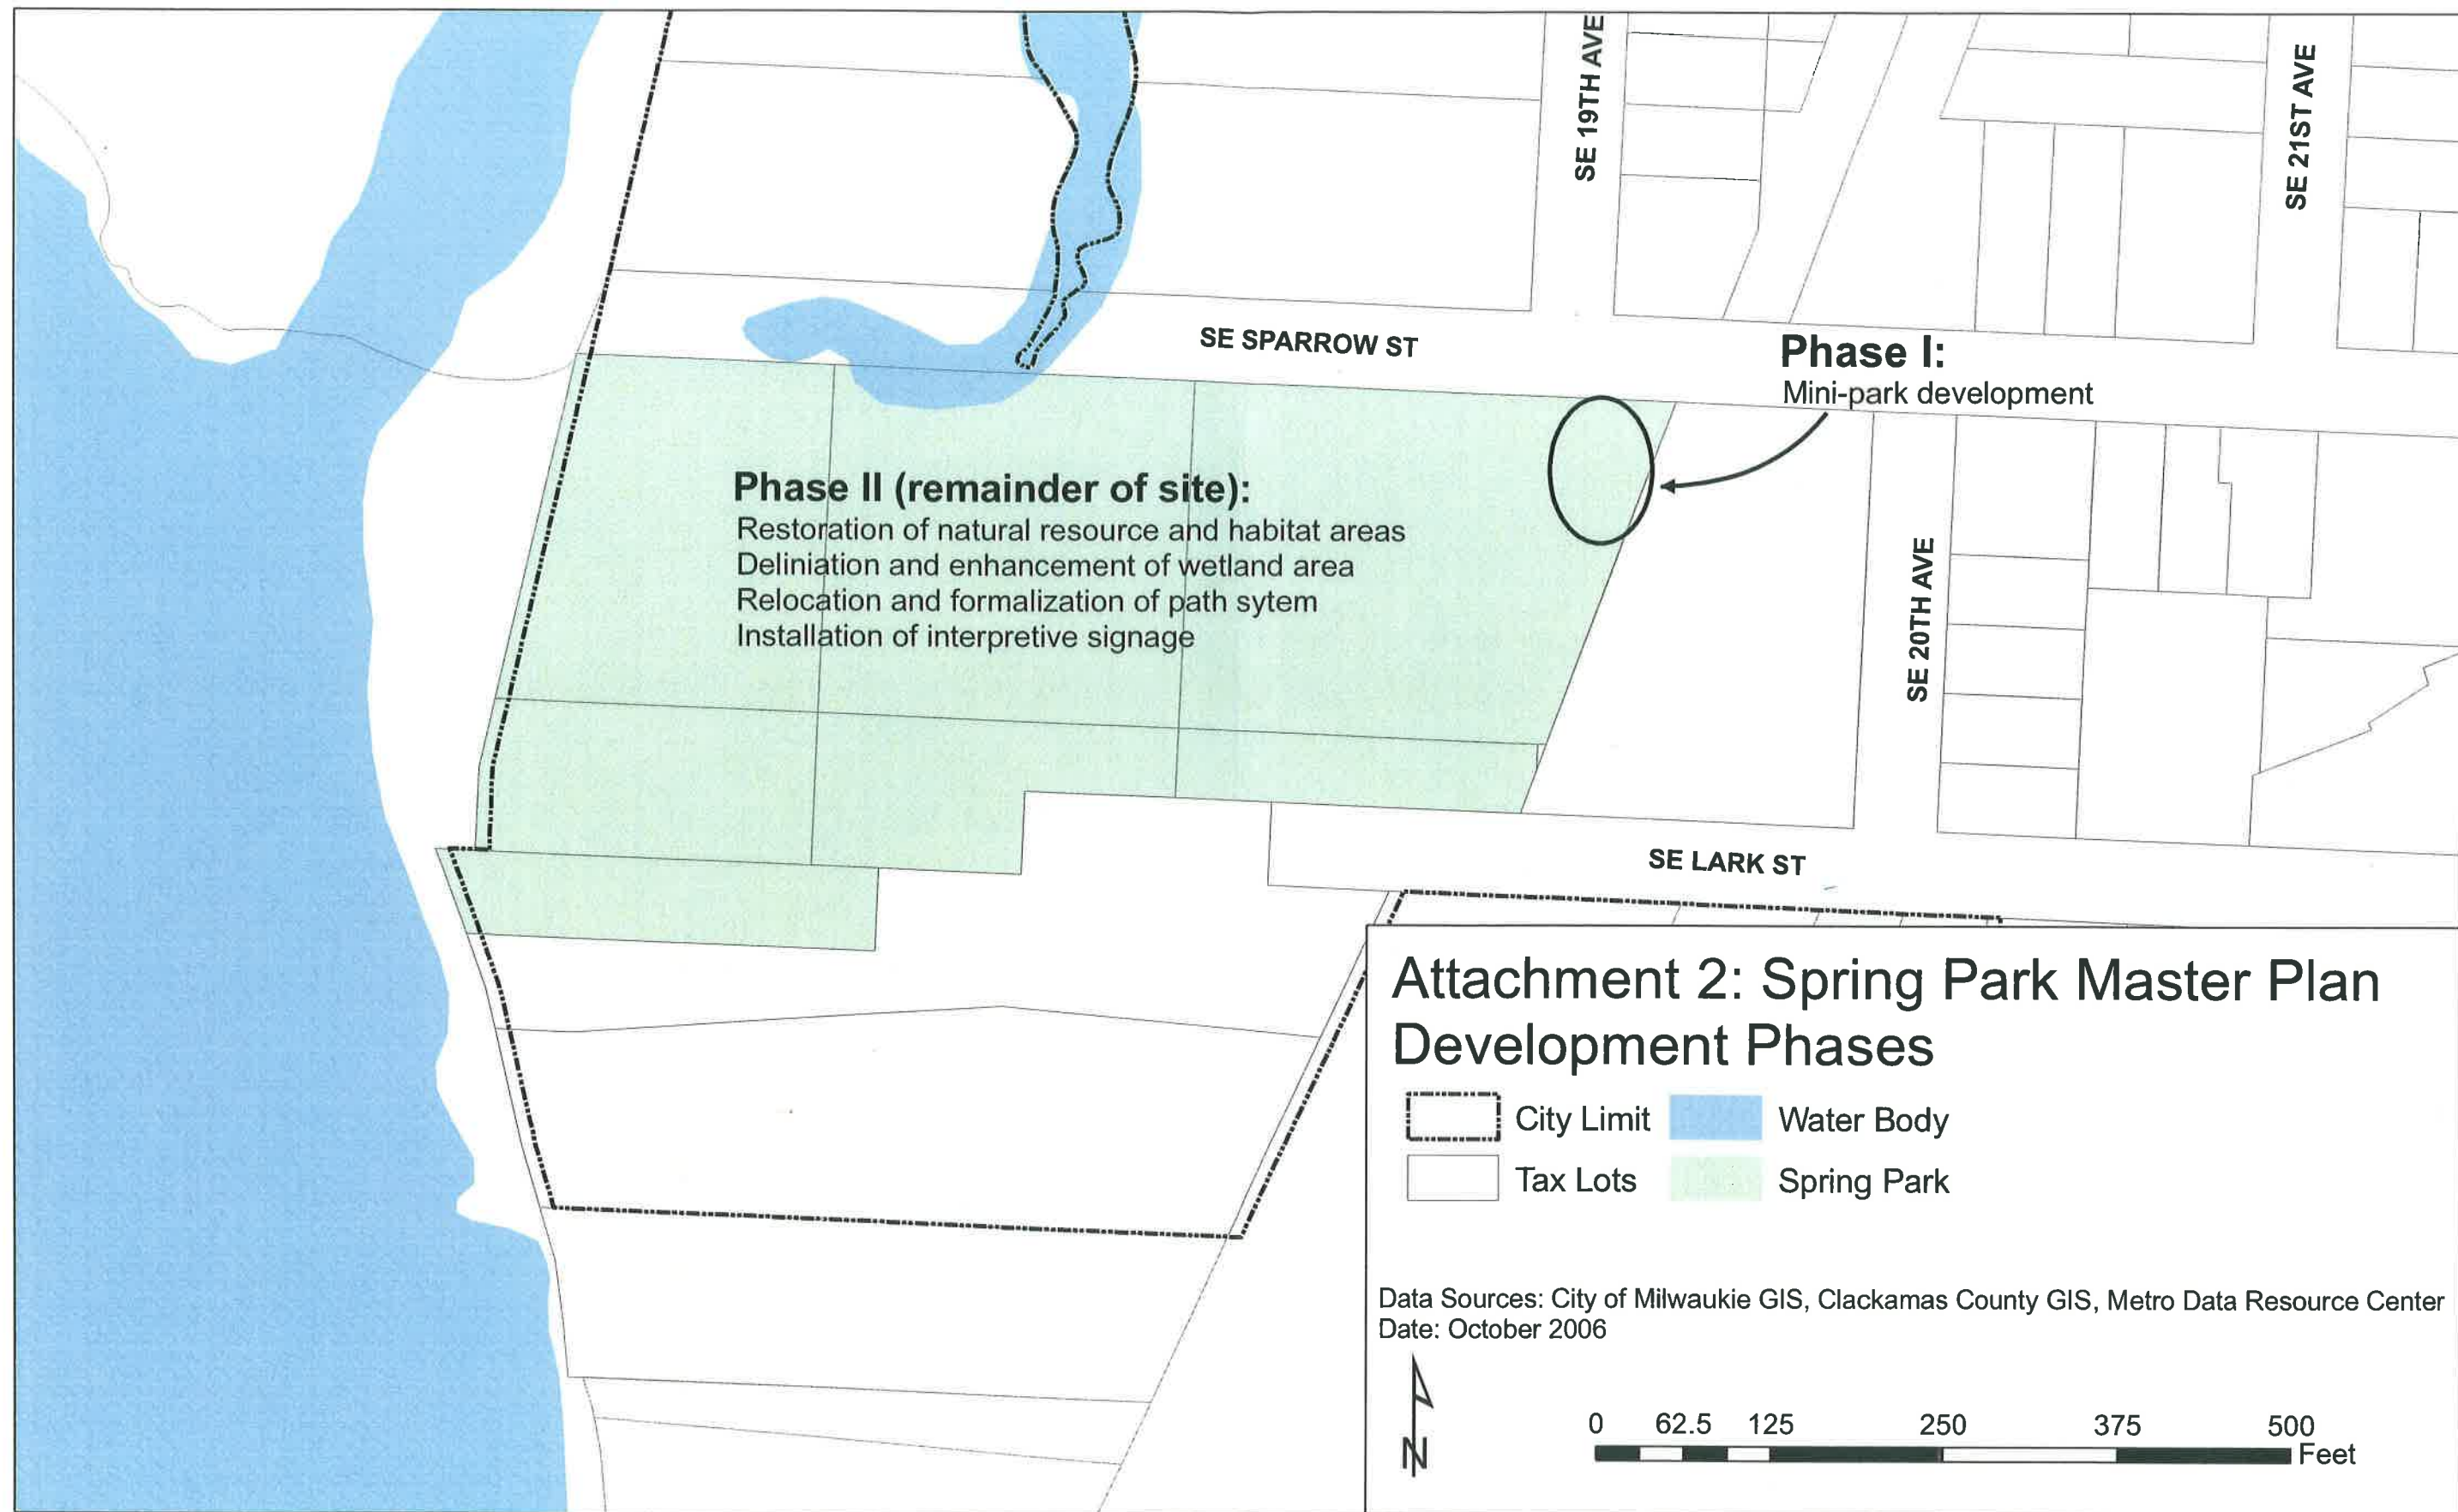 SE 19TH AVE
SE 21ST AVE
SE SPARROW ST
Phase I:
Mini-park development
Phase II (remainder of site):
Restoration of natural resource and habitat areas
Deliniation and enhancement of wetland area
Relocation and formalization of path sytem
Installation of interpretive signage
SE 20TH AVE
SE LARK ST
Attachment 2: Spring Park Master Plan
Development Phases
City Limit
Water Body
Tax Lots
Spring Park
Data Sources: City of Milwaukie GIS, Clackamas County GIS, Metro Data Resource Center
Date: October 2006
N
0 62.5 125 250 375 500
Feet